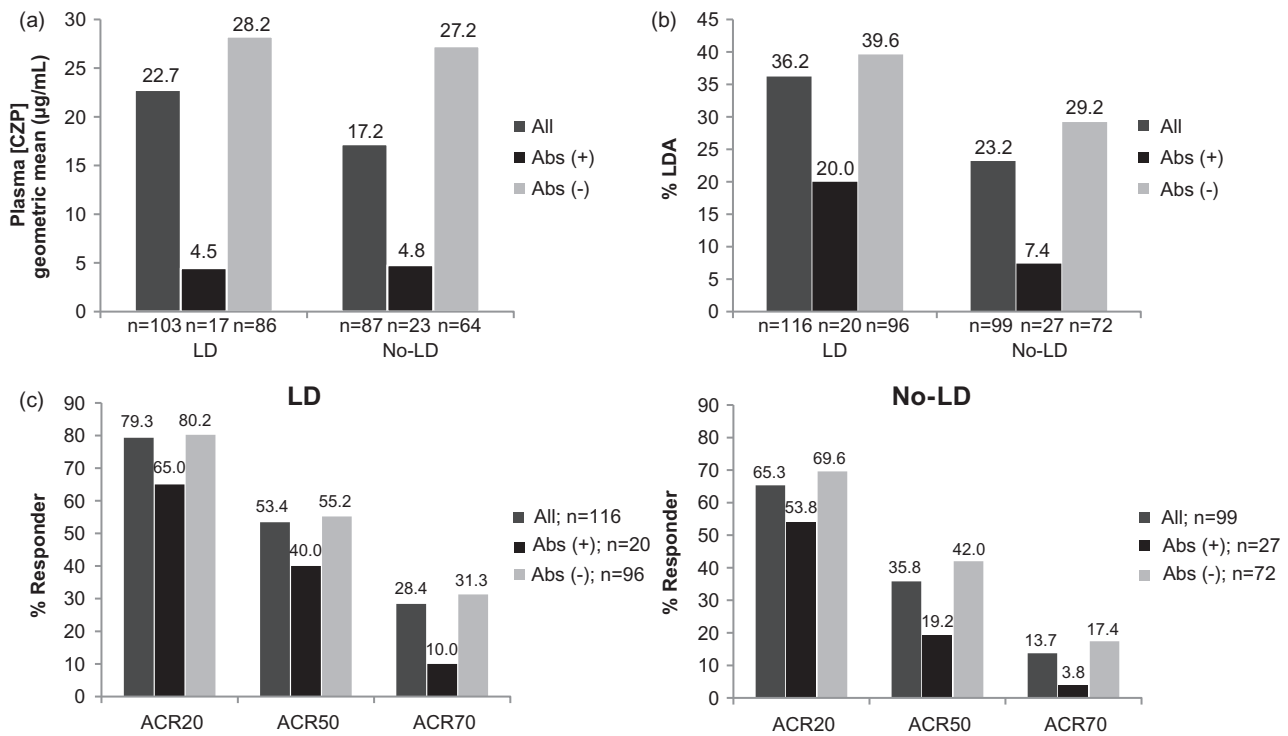 (a)
Plasma [CZP]
geometric mean (µg/mL)
30
25
20
15
10
5
0
22.7
4.5
28.2
17.2
4.8
27.2
n=103 n=17 n=86
n=87 n=23 n=64
LD
No-LD
All
Abs (+)
Abs (-)
(b)
% LDA
45
40
35
30
25
20
15
10
5
0
36.2
20.0
39.6
23.2
7.4
29.2
n=116 n=20 n=96
n=99 n=27 n=72
LD
No-LD
All
Abs (+)
Abs (-)
(c)
LD
% Responder
90
80
70
60
50
40
30
20
10
0
79.3
65.0
80.2
53.4
40.0
55.2
28.4
10.0
31.3
ACR20
ACR50
ACR70
All; n=116
Abs (+); n=20
Abs (-); n=96
No-LD
% Responder
90
80
70
60
50
40
30
20
10
0
65.3
53.8
69.6
35.8
19.2
42.0
13.7
3.8
17.4
ACR20
ACR50
ACR70
All; n=99
Abs (+); n=27
Abs (-); n=72